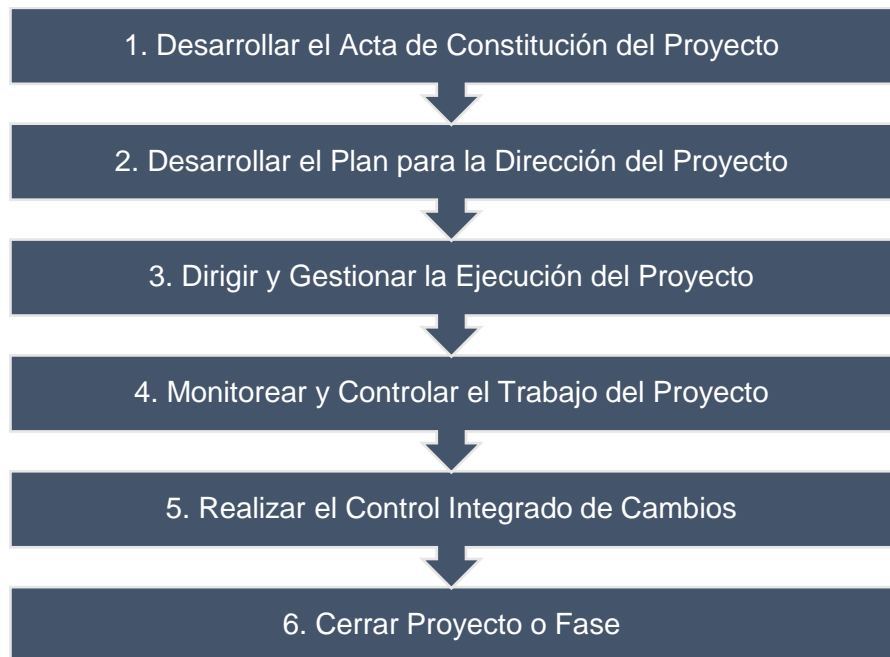 1. Desarrollar el Acta de Constitución del Proyecto
2. Desarrollar el Plan para la Dirección del Proyecto
3. Dirigir y Gestionar la Ejecución del Proyecto
4. Monitorear y Controlar el Trabajo del Proyecto
5. Realizar el Control Integrado de Cambios
6. Cerrar Proyecto o Fase